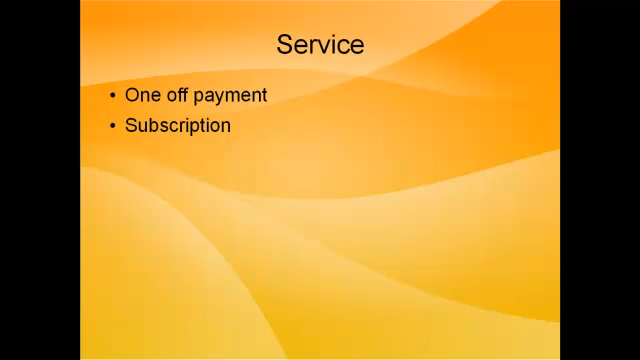 Service
• One off payment
• Subscription